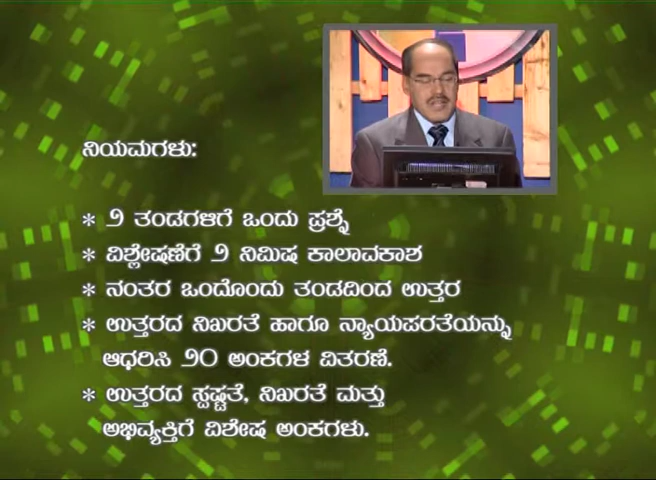 ನಿಯಮಗಳು:
* ೨ ತಂಡಗಳಿಗೆ ಒಂದು ಪ್ರಶ್ನೆ
* ವಿಶ್ಲೇಷಣೆಗೆ ೨ ನಿಮಿಷ ಕಾಲಾವಕಾಶ
* ನಂತರ ಒಂದೊಂದು ತಂಡದಿಂದ ಉತ್ತರ
* ಉತ್ತರದ ನಿಖರತೆ ಹಾಗೂ ನ್ಯಾಯಪರತೆಯನ್ನು
ಆಧರಿಸಿ ೨೦ ಅಂಕಗಳ ವಿತರಣೆ.
* ಉತ್ತರದ ಸ್ಪಷ್ಟತೆ, ನಿಖರತೆ ಮತ್ತು
ಅಭಿವ್ಯಕ್ತಿಗೆ ವಿಶೇಷ ಅಂಕಗಳು.